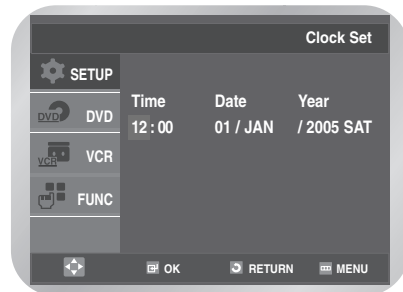 Clock Set
SETUP
DVD DVD
VCR VCR
FUNC
Time Date Year
12 : 00 01 / JAN / 2005 SAT
OK RETURN MENU